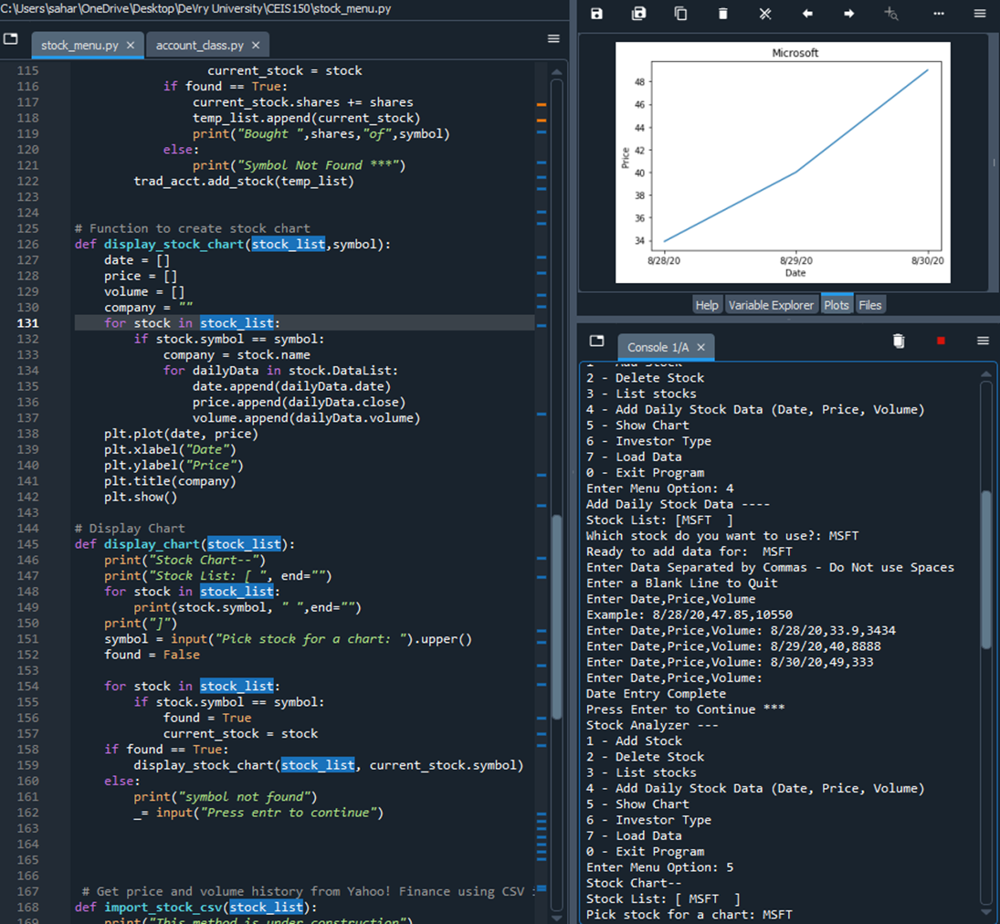 C:\Users\sahar\OneDrive\Desktop\DeVry University\CEIS150\stock_menu.py
stock_menu.py × account_class.py ×
115 current_stock = stock
116 if found == True:
117 current_stock.shares += shares
118 temp_list.append(current_stock)
119 print("Bought ",shares,"of",symbol)
120 else:
121 print("Symbol Not Found ***")
122 trad_acct.add_stock(temp_list)
123
124
125 # Function to create stock chart
126 def display_stock_chart(stock_list,symbol):
127 date = []
128 price = []
129 volume = []
130 company = ""
131 for stock in stock_list:
132 if stock.symbol == symbol:
133 company = stock.name
134 for dailyData in stock.DataList:
135 date.append(dailyData.date)
136 price.append(dailyData.close)
137 volume.append(dailyData.volume)
138 plt.plot(date, price)
139 plt.xlabel("Date")
140 plt.ylabel("Price")
141 plt.title(company)
142 plt.show()
143
144 # Display Chart
145 def display_chart(stock_list):
146 print("Stock Chart--")
147 print("Stock List: [ ", end="")
148 for stock in stock_list:
149 print(stock.symbol, " ",end="")
150 print("]")
151 symbol = input("Pick stock for a chart: ").upper()
152 found = False
153
154 for stock in stock_list:
155 if stock.symbol == symbol:
156 found = True
157 current_stock = stock
158 if found == True:
159 display_stock_chart(stock_list, current_stock.symbol)
160 else:
161 print("symbol not found")
162 _= input("Press entr to continue")
163
164
165
166
167 # Get price and volume history from Yahoo! Finance using CSV
168 def import_stock_csv(stock_list):
169 print("This method is under construction")
Microsoft
48
46
44
42
40
38
36
34
Price
8/28/20 8/29/20 8/30/20
Date
Help Variable Explorer Plots Files
Console 1/A ×
1 - Add Stock
2 - Delete Stock
3 - List stocks
4 - Add Daily Stock Data (Date, Price, Volume)
5 - Show Chart
6 - Investor Type
7 - Load Data
0 - Exit Program
Enter Menu Option: 4
Add Daily Stock Data ----
Stock List: [MSFT  ]
Which stock do you want to use?: MSFT
Ready to add data for:  MSFT
Enter Data Separated by Commas - Do Not use Spaces
Enter a Blank Line to Quit
Enter Date,Price,Volume
Example: 8/28/20,47.85,10550
Enter Date,Price,Volume: 8/28/20,33.9,3434
Enter Date,Price,Volume: 8/29/20,40,8888
Enter Date,Price,Volume: 8/30/20,49,333
Enter Date,Price,Volume:
Date Entry Complete
Press Enter to Continue ***
Stock Analyzer ---
1 - Add Stock
2 - Delete Stock
3 - List stocks
4 - Add Daily Stock Data (Date, Price, Volume)
5 - Show Chart
6 - Investor Type
7 - Load Data
0 - Exit Program
Enter Menu Option: 5
Stock Chart--
Stock List: [ MSFT  ]
Pick stock for a chart: MSFT